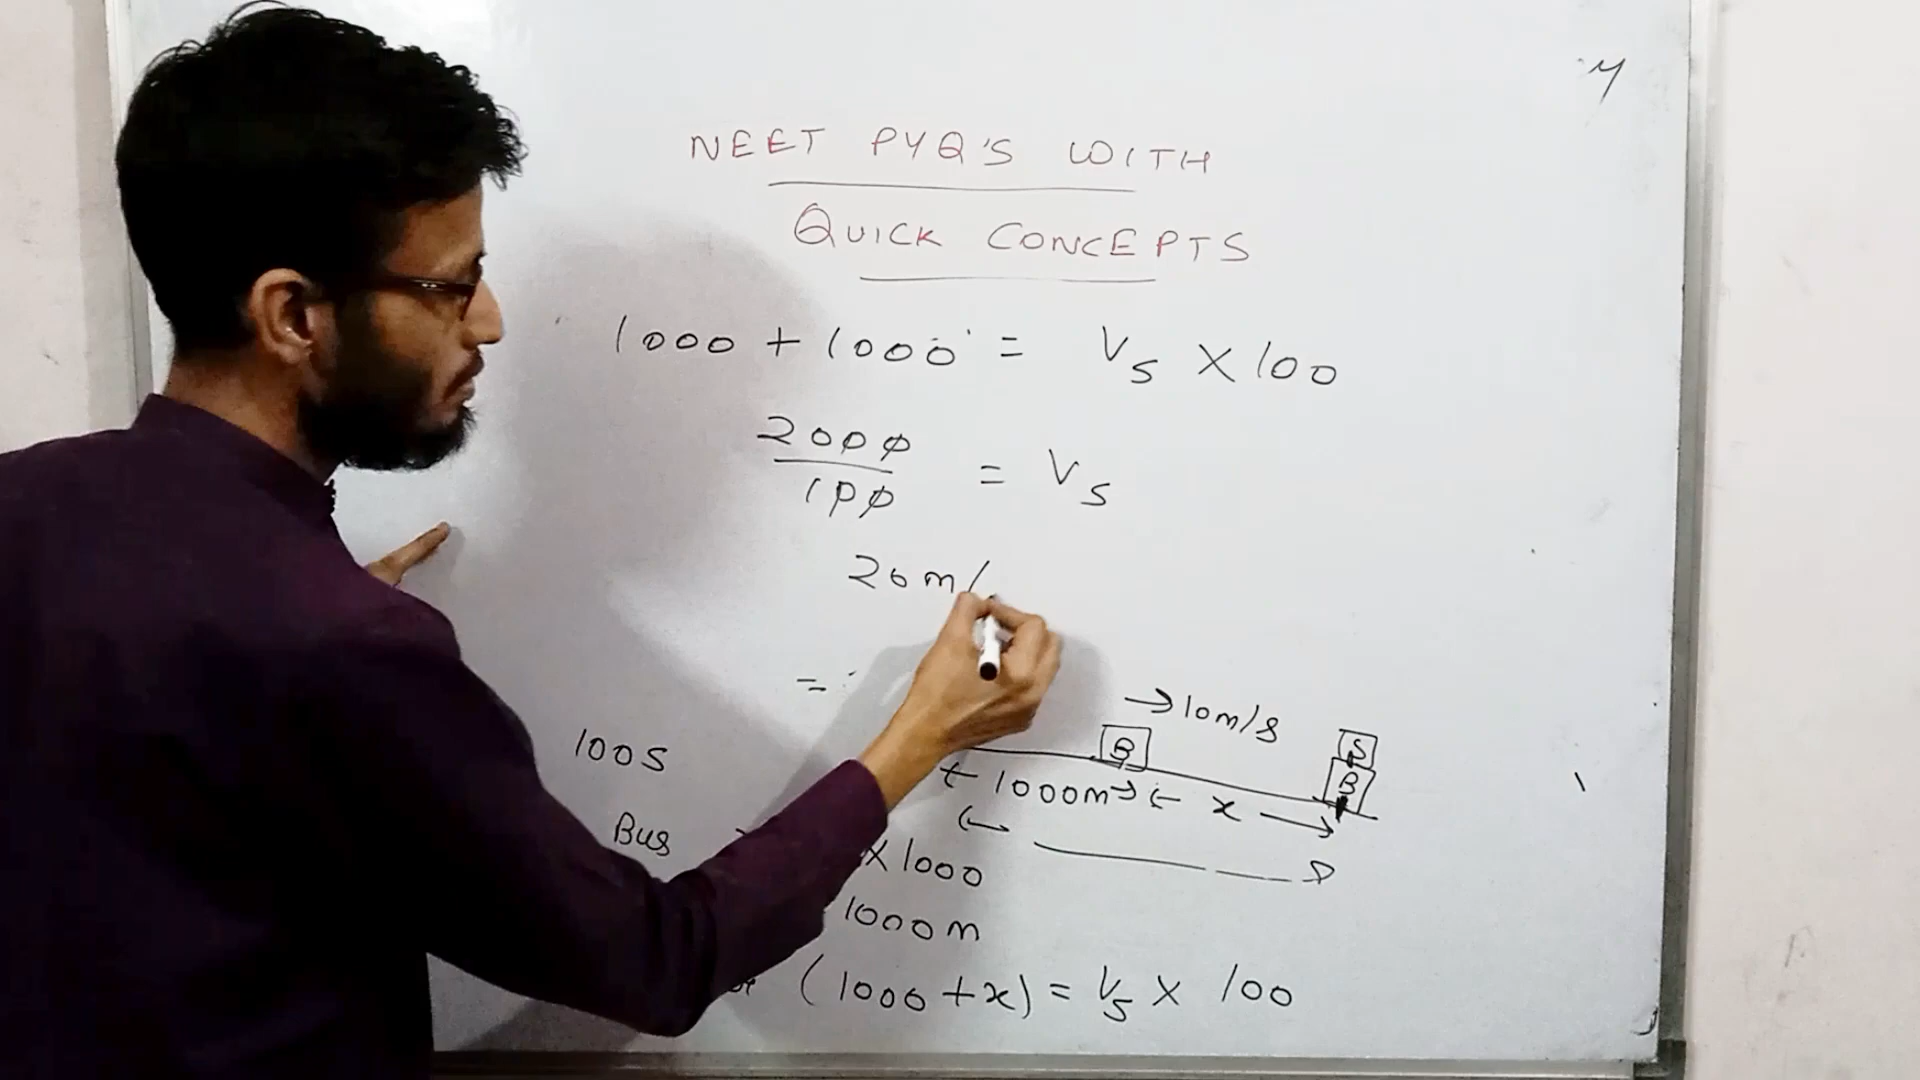 NEET PYQ'S WITH
QUICK CONCEPTS
1000 + 1000 = Vs X 100
2000
100
= Vs
20 m/
=
→ 10m/s
100S
B
S
B
← 1000m → ← x →
Bus
X 1000
1000 m
(1000 + x) = Vs X 100